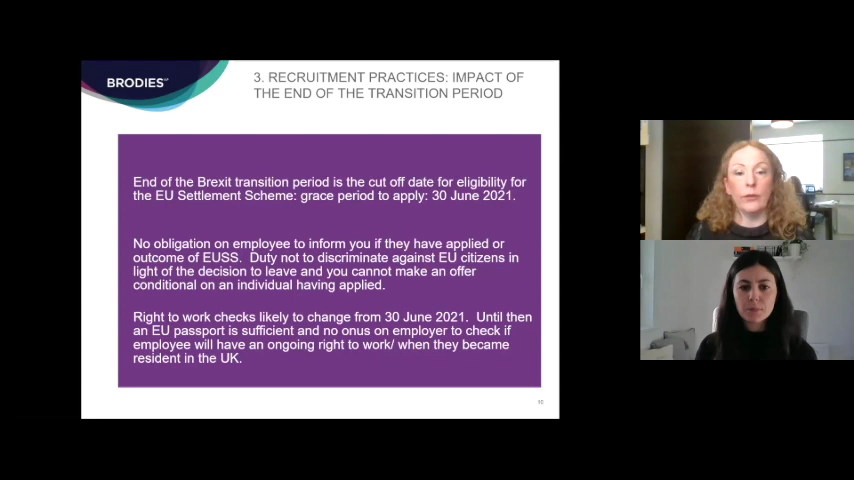 BRODIES LLP
3. RECRUITMENT PRACTICES: IMPACT OF
THE END OF THE TRANSITION PERIOD
End of the Brexit transition period is the cut off date for eligibility for
the EU Settlement Scheme: grace period to apply: 30 June 2021.
No obligation on employee to inform you if they have applied or
outcome of EUSS.  Duty not to discriminate against EU citizens in
light of the decision to leave and you cannot make an offer
conditional on an individual having applied.
Right to work checks likely to change from 30 June 2021.  Until then
an EU passport is sufficient and no onus on employer to check if
employee will have an ongoing right to work/ when they became
resident in the UK.
10